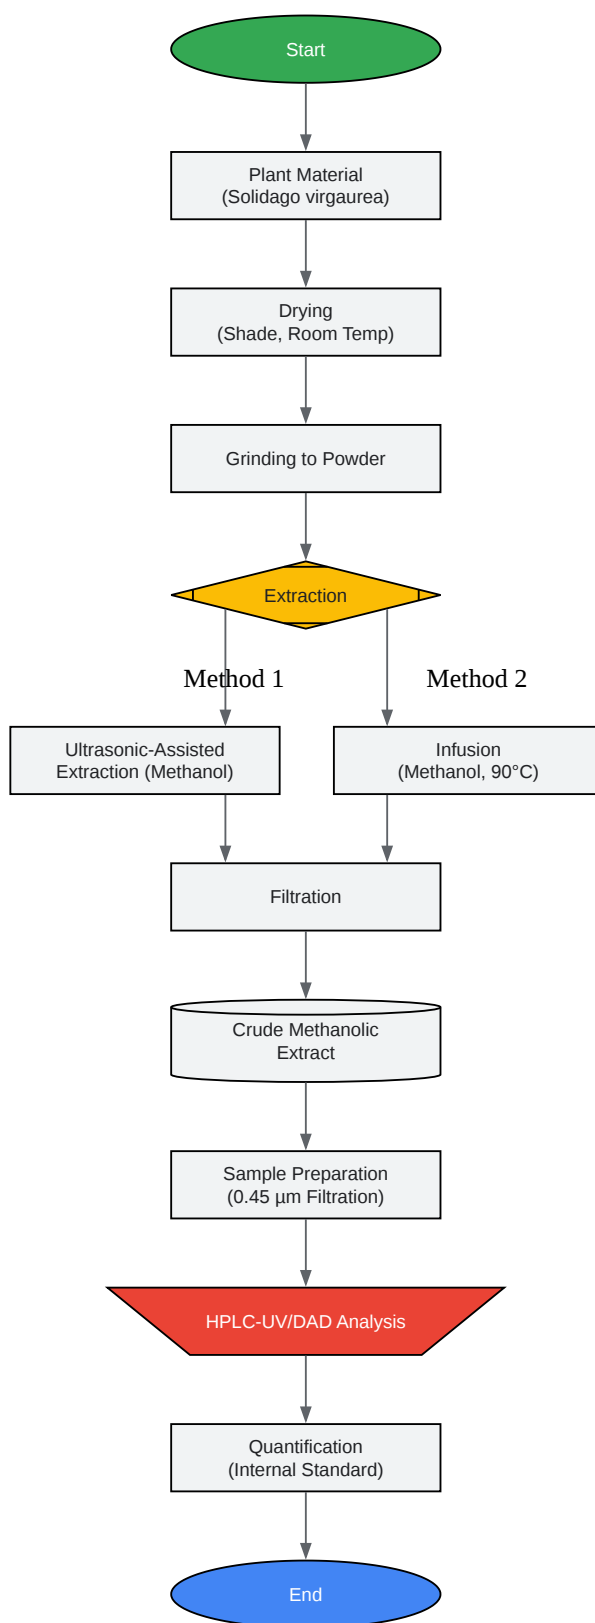 Start
Plant Material
(Solidago virgaurea)
Drying
(Shade, Room Temp)
Grinding to Powder
Extraction
Method 1
Method 2
Ultrasonic-Assisted
Extraction (Methanol)
Infusion
(Methanol, 90°C)
Filtration
Crude Methanolic
Extract
Sample Preparation
(0.45 µm Filtration)
HPLC-UV/DAD Analysis
Quantification
(Internal Standard)
End